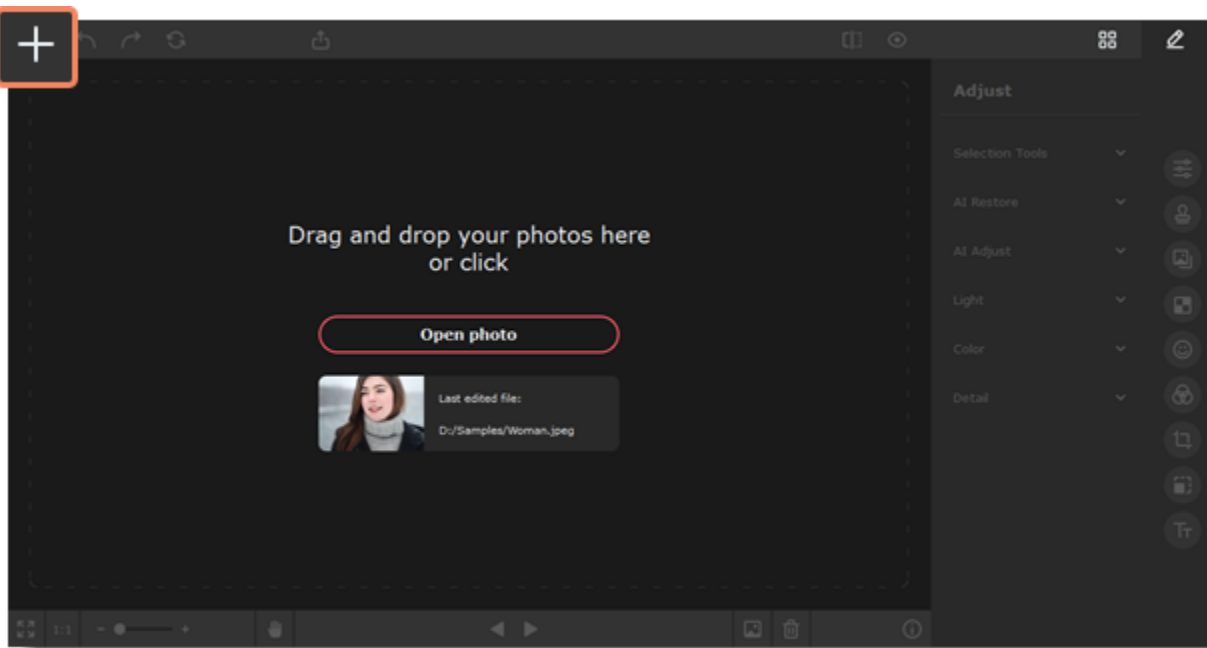 Adjust
Selection Tools
AI Restore
AI Adjust
Light
Color
Detail
Drag and drop your photos here
or click
Open photo
Last edited file:
D:/Samples/Woman.jpeg
TT
1:1